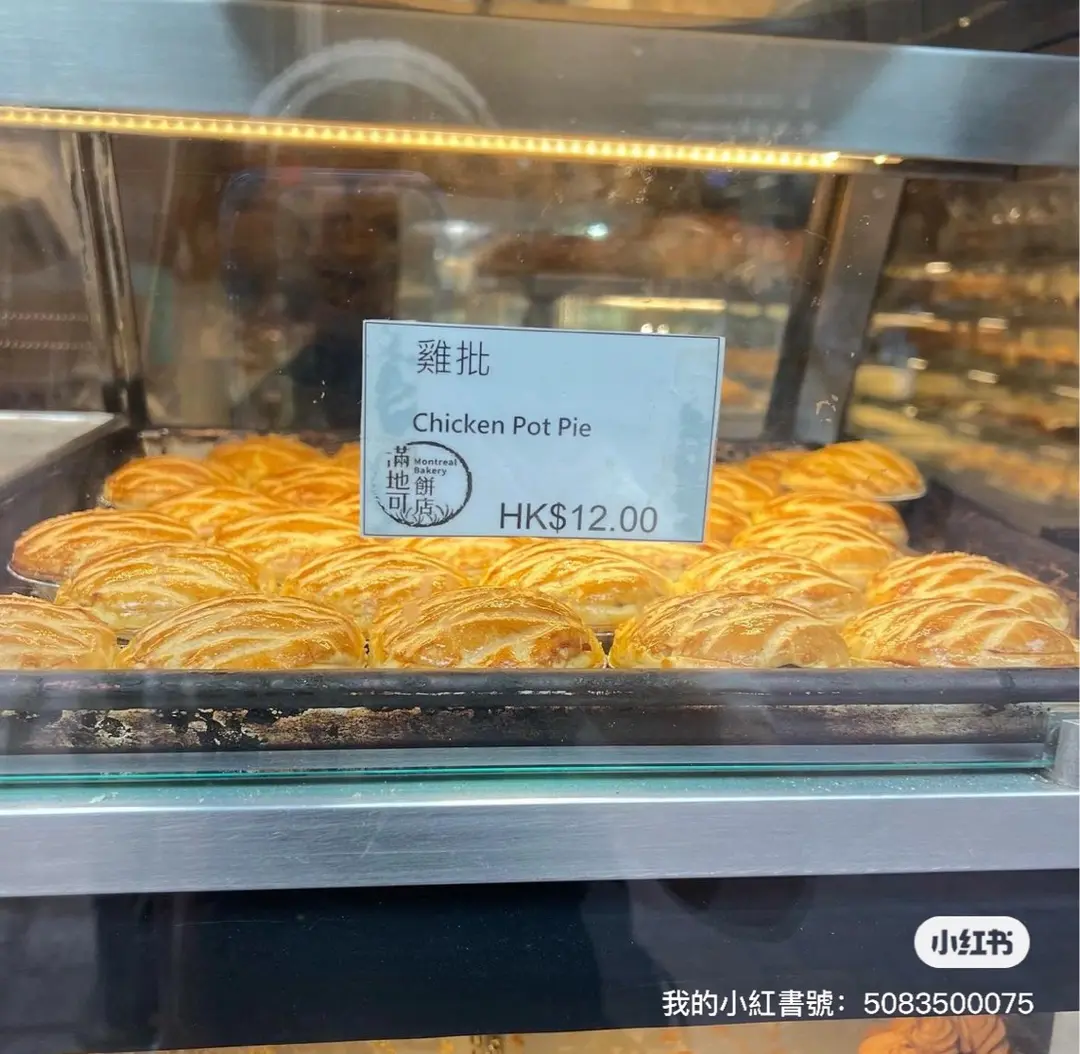 雞批
Chicken Pot Pie
滿地可
Montreal
Bakery
餅店
HK$12.00
小红书
我的小紅書號：5083500075